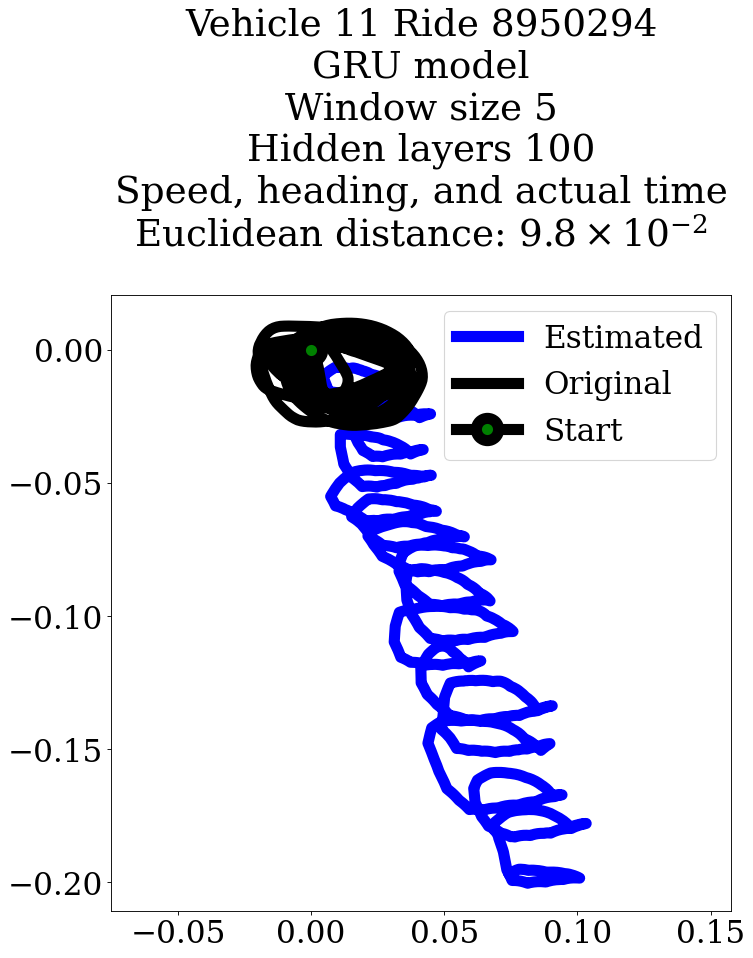 Vehicle 11 Ride 8950294
GRU model
Window size 5
Hidden layers 100
Speed, heading, and actual time
Euclidean distance: 9.8 × 10⁻²
Estimated
Original
Start
0.00
−0.05
−0.10
−0.15
−0.20
−0.05 0.00 0.05 0.10 0.15